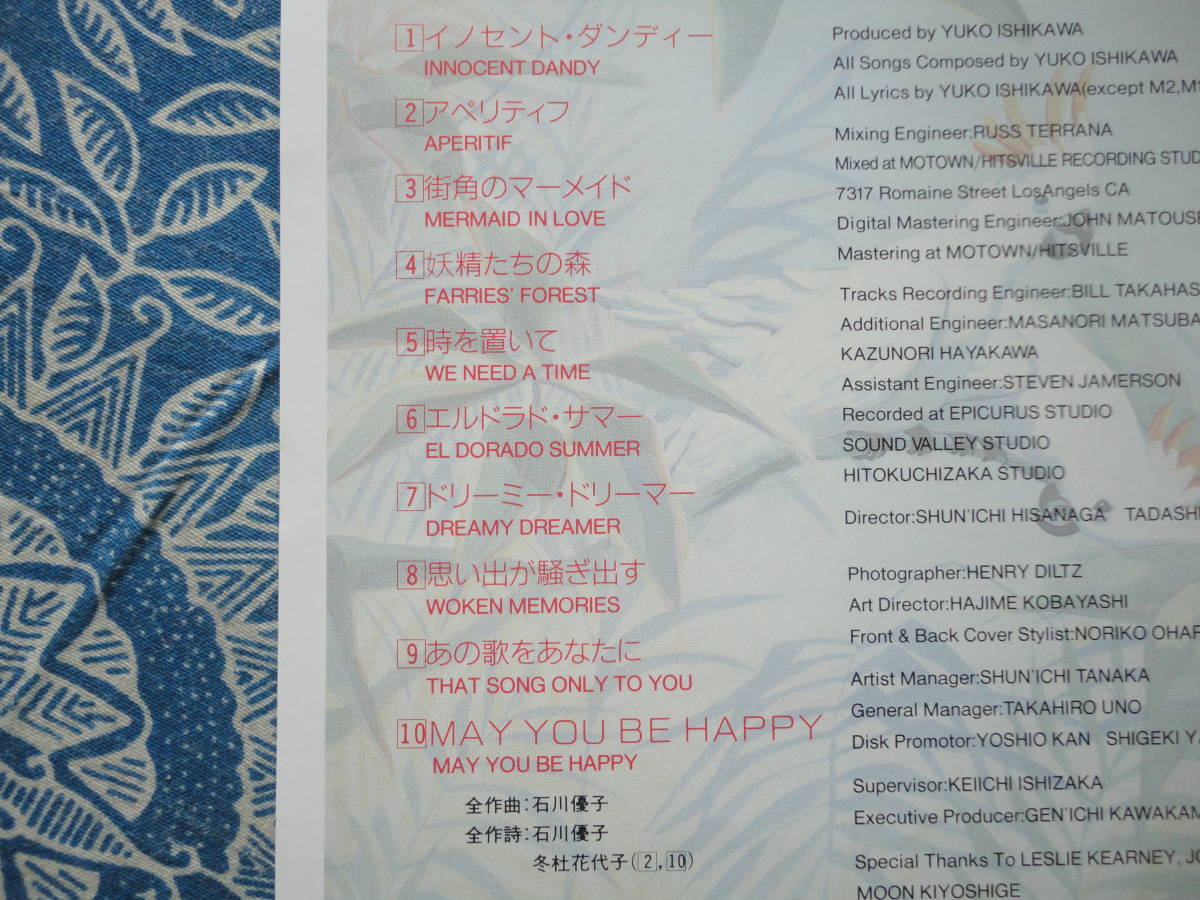 1 イノセント・ダンディー
INNOCENT DANDY
2 アペリティフ
APERITIF
3 街角のマーメイド
MERMAID IN LOVE
4 妖精たちの森
FARRIES' FOREST
5 時を置いて
WE NEED A TIME
6 エルドラド・サマー
EL DORADO SUMMER
7 ドリーミー・ドリーマー
DREAMY DREAMER
8 思い出が騒ぎ出す
WOKEN MEMORIES
9 あの歌をあなたに
THAT SONG ONLY TO YOU
10 MAY YOU BE HAPPY
MAY YOU BE HAPPY
全作曲:石川優子
全作詩:石川優子
冬杜花代子(2,10)
Produced by YUKO ISHIKAWA
All Songs Composed by YUKO ISHIKAWA
All Lyrics by YUKO ISHIKAWA(except M2,M1
Mixing Engineer:RUSS TERRANA
Mixed at MOTOWN/HITSVILLE RECORDING STUD
7317 Romaine Street LosAngels CA
Digital Mastering Engineer:JOHN MATOUSE
Mastering at MOTOWN/HITSVILLE
Tracks Recording Engineer:BILL TAKAHAS
Additional Engineer:MASANORI MATSUBA
KAZUNORI HAYAKAWA
Assistant Engineer:STEVEN JAMERSON
Recorded at EPICURUS STUDIO
SOUND VALLEY STUDIO
HITOKUCHIZAKA STUDIO
Director:SHUN'ICHI HISANAGA TADASHI
Photographer:HENRY DILTZ
Art Director:HAJIME KOBAYASHI
Front & Back Cover Stylist:NORIKO OHAR
Artist Manager:SHUN'ICHI TANAKA
General Manager:TAKAHIRO UNO
Disk Promotor:YOSHIO KAN SHIGEKI YA
Supervisor:KEIICHI ISHIZAKA
Executive Producer:GEN'ICHI KAWAKAM
Special Thanks To LESLIE KEARNEY, JO
MOON KIYOSHIGE